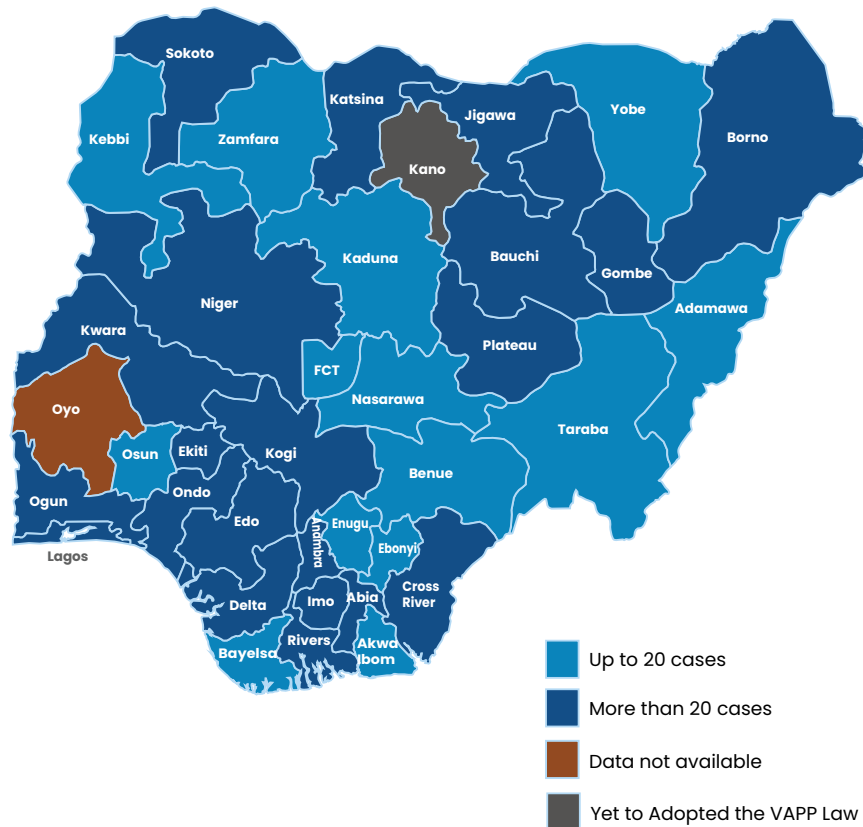 Sokoto
Katsina
Jigawa
Yobe
Borno
Kebbi
Zamfara
Kano
Kaduna
Bauchi
Gombe
Niger
Adamawa
Kwara
Plateau
FCT
Nasarawa
Oyo
Taraba
Osun
Ekiti
Kogi
Benue
Ogun
Ondo
Edo
Anambra
Enugu
Ebonyi
Lagos
Delta
Imo
Abia
Cross
River
Rivers
Bayelsa
Akwa
Ibom
Up to 20 cases
More than 20 cases
Data not available
Yet to Adopted the VAPP Law